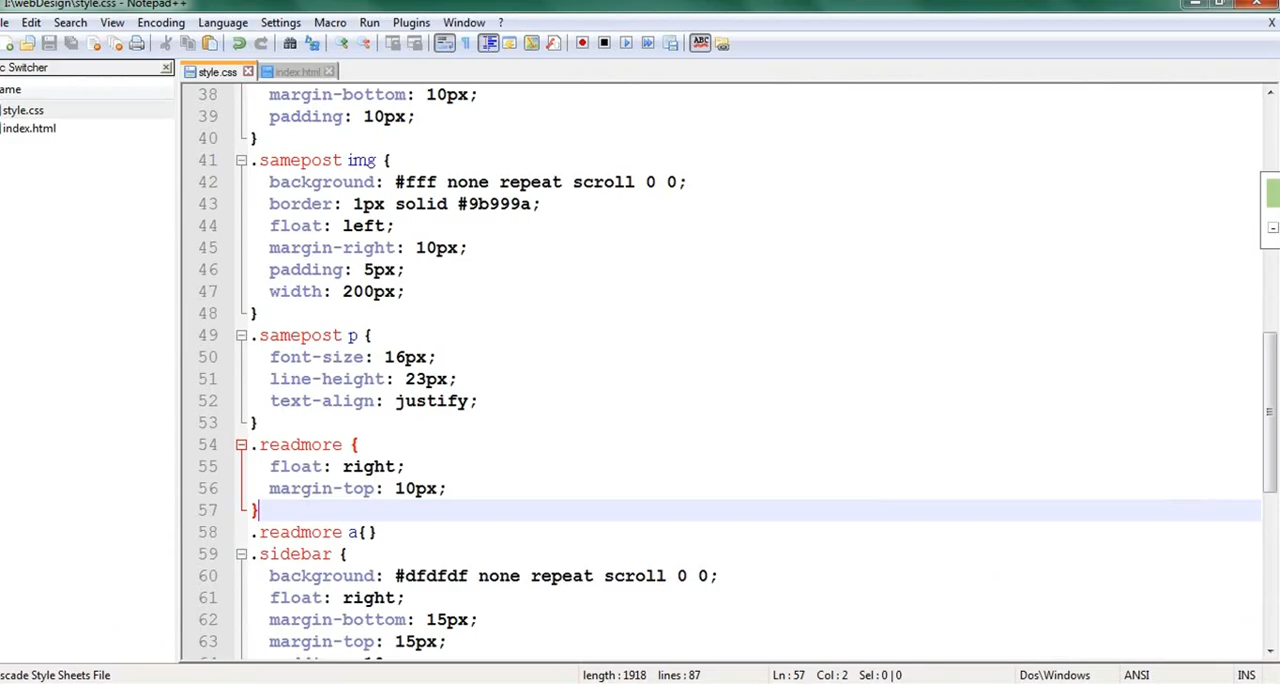 I:\webDesign\style.css - Notepad++
le Edit Search View Encoding Language Settings Macro Run Plugins Window ? X
ABC
c Switcher
style.css index.html
ame
style.css
index.html
38 margin-bottom: 10px;
39 padding: 10px;
40 }
41 .samepost img {
42 background: #fff none repeat scroll 0 0;
43 border: 1px solid #9b999a;
44 float: left;
45 margin-right: 10px;
46 padding: 5px;
47 width: 200px;
48 }
49 .samepost p {
50 font-size: 16px;
51 line-height: 23px;
52 text-align: justify;
53 }
54 .readmore {
55 float: right;
56 margin-top: 10px;
57 }
58 .readmore a{}
59 .sidebar {
60 background: #dfdfdf none repeat scroll 0 0;
61 float: right;
62 margin-bottom: 15px;
63 margin-top: 15px;
scade Style Sheets File length : 1918 lines : 87 Ln : 57 Col : 2 Sel : 0 | 0 Dos\Windows ANSI INS